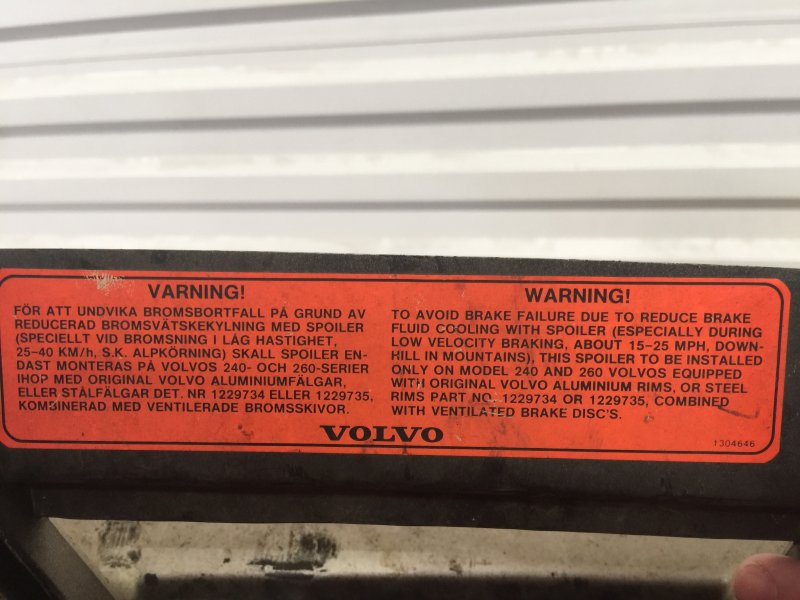 VARNING!
FÖR ATT UNDVIKA BROMSBORTFALL PÅ GRUND AV
REDUCERAD BROMSVÄTSKEKYLNING MED SPOILER
(SPECIELLT VID BROMSNING I LÅG HASTIGHET,
25-40 KM/h, S.K. ALPKÖRNING) SKALL SPOILER EN-
DAST MONTERAS PÅ VOLVOS 240- OCH 260-SERIER
IHOP MED ORIGINAL VOLVO ALUMINIUMFÄLGAR,
ELLER STÅLFÄLGAR DET. NR 1229734 ELLER 1229735,
KOMBINERAD MED VENTILERADE BROMSSKIVOR.
WARNING!
TO AVOID BRAKE FAILURE DUE TO REDUCE BRAKE
FLUID COOLING WITH SPOILER (ESPECIALLY DURING
LOW VELOCITY BRAKING, ABOUT 15-25 MPH, DOWN-
HILL IN MOUNTAINS), THIS SPOILER TO BE INSTALLED
ONLY ON MODEL 240 AND 260 VOLVOS EQUIPPED
WITH ORIGINAL VOLVO ALUMINIUM RIMS, OR STEEL
RIMS PART NO. 1229734 OR 1229735, COMBINED
WITH VENTILATED BRAKE DISC'S.
VOLVO
1304646